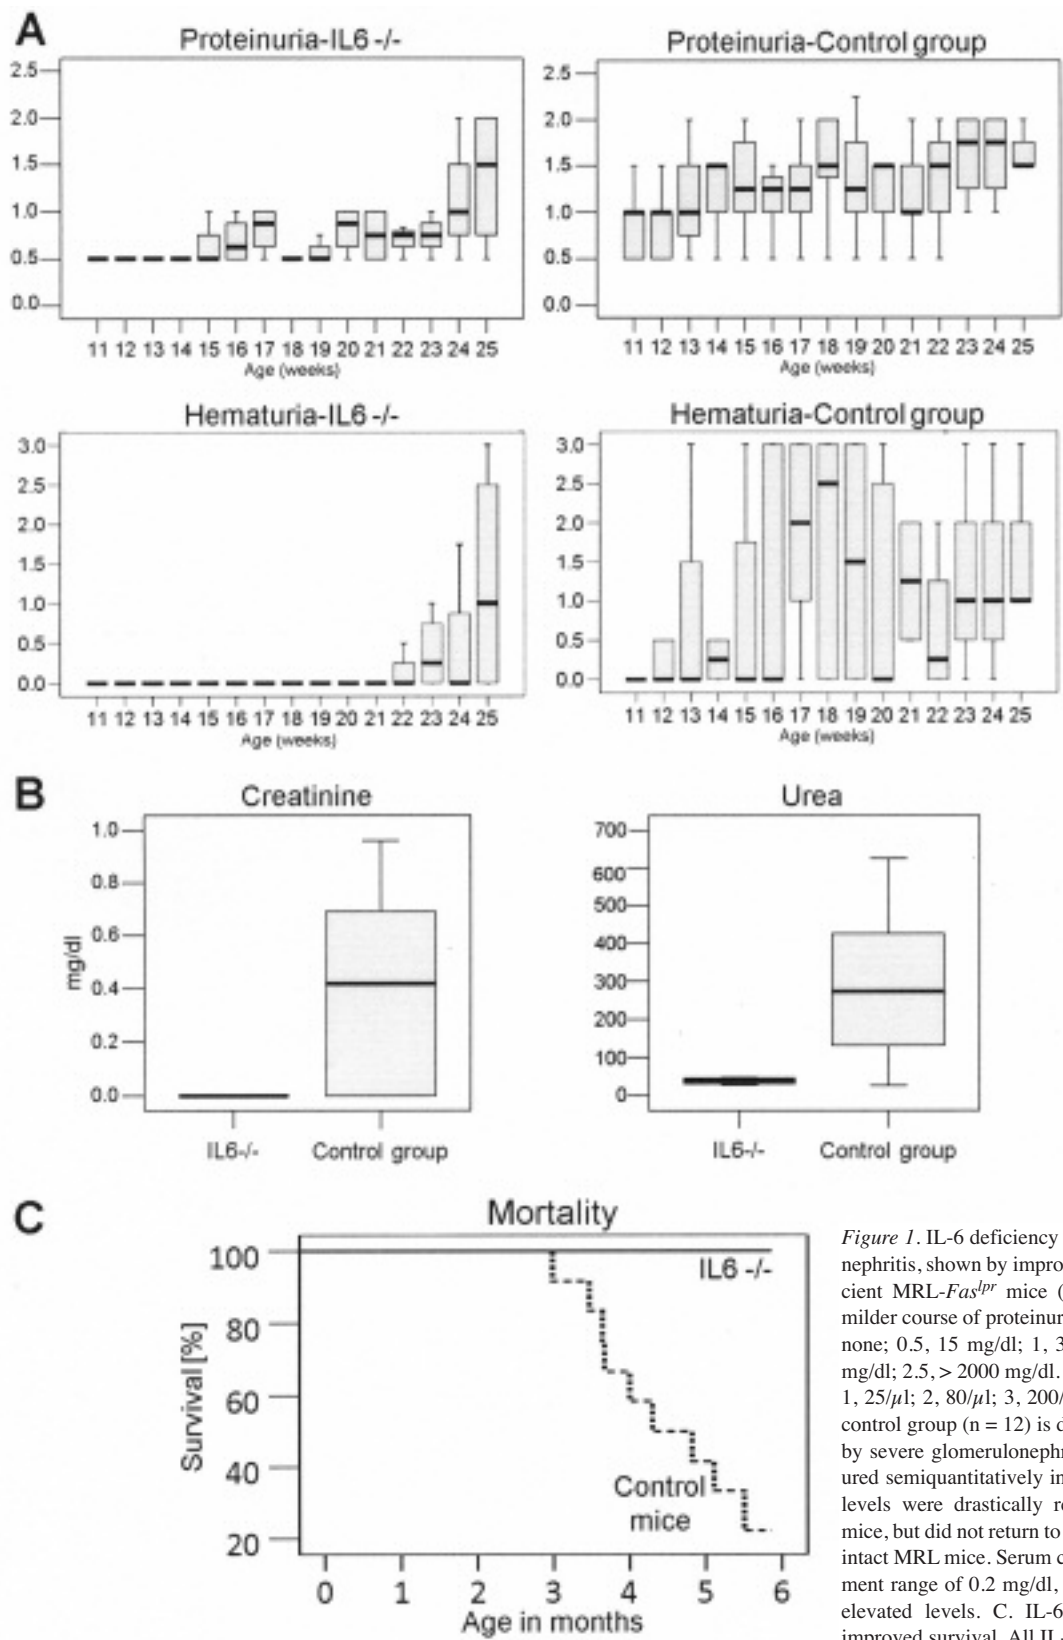 A
Proteinuria-IL6 -/-
2.5
2.0
1.5
1.0
0.5
0.0
11 12 13 14 15 16 17 18 19 20 21 22 23 24 25
Age (weeks)
Proteinuria-Control group
2.5
2.0
1.5
1.0
0.5
0.0
11 12 13 14 15 16 17 18 19 20 21 22 23 24 25
Age (weeks)
Hematuria-IL6 -/-
3.0
2.5
2.0
1.5
1.0
0.5
0.0
11 12 13 14 15 16 17 18 19 20 21 22 23 24 25
Age (weeks)
Hematuria-Control group
3.0
2.5
2.0
1.5
1.0
0.5
0.0
11 12 13 14 15 16 17 18 19 20 21 22 23 24 25
Age (weeks)
B
Creatinine
mg/dl
1.0
0.8
0.6
0.4
0.2
0.0
IL6-/- Control group
Urea
700
600
500
400
300
200
100
0
IL6-/- Control group
C
Mortality
Survival [%]
100
80
60
40
20
IL6 -/-
Control
mice
0 1 2 3 4 5 6
Age in months
Figure 1. IL-6 deficiency
nephritis, shown by impro
cient MRL-Fas^lpr mice (
milder course of proteinur
none; 0.5, 15 mg/dl; 1, 3
mg/dl; 2.5, > 2000 mg/dl.
1, 25/µl; 2, 80/µl; 3, 200/
control group (n = 12) is d
by severe glomerulonephr
ured semiquantitatively in
levels were drastically re
mice, but did not return to
intact MRL mice. Serum c
ment range of 0.2 mg/dl,
elevated levels. C. IL-6
improved survival. All IL-